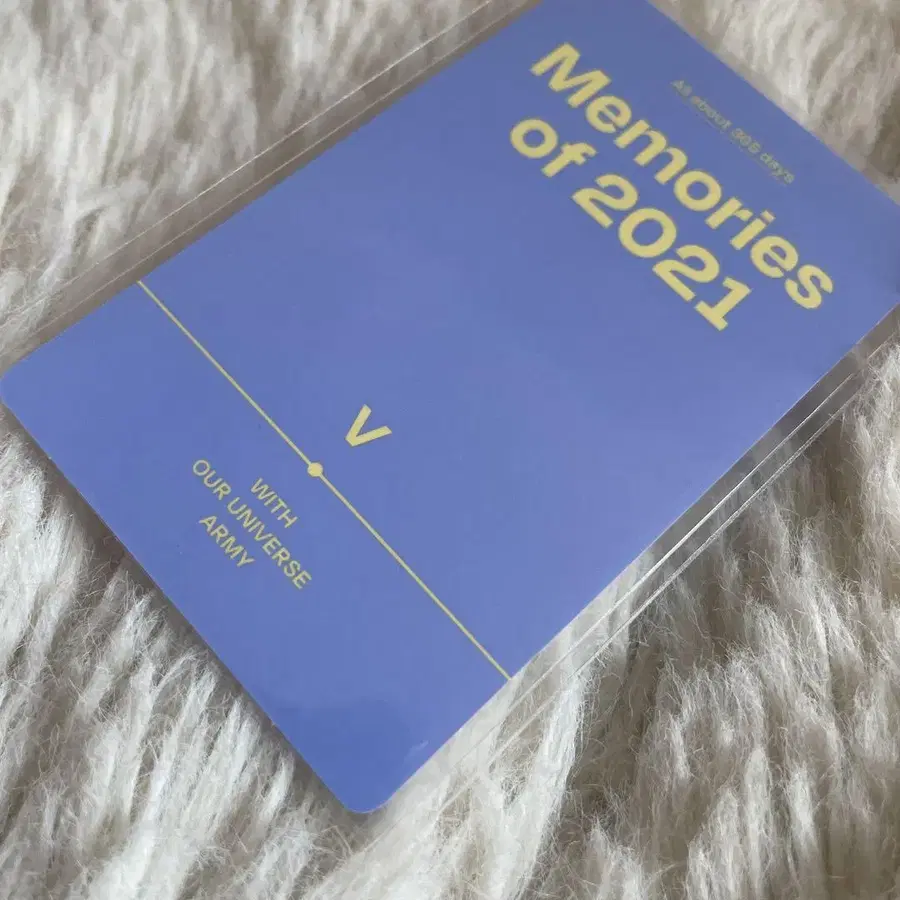 All about 365 days
Memories
of 2021
V
WITH
OUR UNIVERSE
ARMY